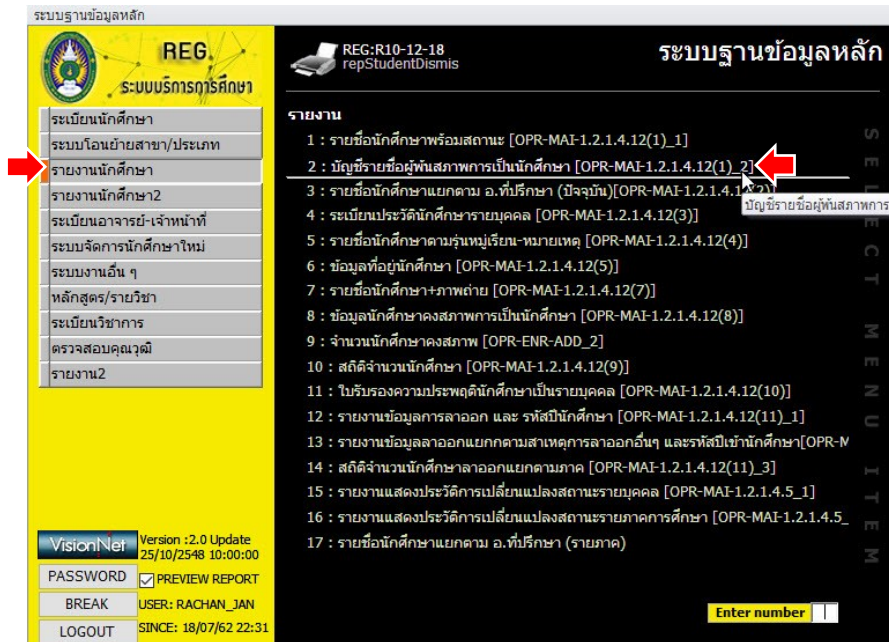 ระบบฐานข้อมูลหลัก
REG.
ระบบบริการการศึกษา
REG:R10-12-18
repStudentDismis
ระบบฐานข้อมูลหลัก
ระเบียนนักศึกษา
ระบบโอนย้ายสาขา/ประเภท
รายงานนักศึกษา
รายงานนักศึกษา2
ระเบียนอาจารย์-เจ้าหน้าที่
ระบบจัดการนักศึกษาใหม่
ระบบงานอื่น ๆ
หลักสูตร/รายวิชา
ระเบียนวิชาการ
ตรวจสอบคุณวุฒิ
รายงาน2
รายงาน
1 : รายชื่อนักศึกษาพร้อมสถานะ [OPR-MAI-1.2.1.4.12(1)_1]
2 : บัญชีรายชื่อผู้พ้นสภาพการเป็นนักศึกษา [OPR-MAI-1.2.1.4.12(1)_2]
3 : รายชื่อนักศึกษาแยกตาม อ.ที่ปรึกษา (ปัจจุบัน)[OPR-MAI-1.2.1.4.12(2)]
บัญชีรายชื่อผู้พ้นสภาพการ
4 : ระเบียนประวัตินักศึกษารายบุคคล [OPR-MAI-1.2.1.4.12(3)]
5 : รายชื่อนักศึกษาตามรุ่นหมู่เรียน-หมายเหตุ [OPR-MAI-1.2.1.4.12(4)]
6 : ข้อมูลที่อยู่นักศึกษา [OPR-MAI-1.2.1.4.12(5)]
7 : รายชื่อนักศึกษา+ภาพถ่าย [OPR-MAI-1.2.1.4.12(7)]
8 : ข้อมูลนักศึกษาคงสภาพการเป็นนักศึกษา [OPR-MAI-1.2.1.4.12(8)]
9 : จำนวนนักศึกษาคงสภาพ [OPR-ENR-ADD_2]
10 : สถิติจำนวนนักศึกษา [OPR-MAI-1.2.1.4.12(9)]
11 : ใบรับรองความประพฤตินักศึกษาเป็นรายบุคคล [OPR-MAI-1.2.1.4.12(10)]
12 : รายงานข้อมูลการลาออก และ รหัสปีนักศึกษา [OPR-MAI-1.2.1.4.12(11)_1]
13 : รายงานข้อมูลลาออกแยกกตามสาเหตุการลาออกอื่นๆ และรหัสปีเข้านักศึกษา[OPR-M
14 : สถิติจำนวนนักศึกษาลาออกแยกตามภาค [OPR-MAI-1.2.1.4.12(11)_3]
15 : รายงานแสดงประวัติการเปลี่ยนแปลงสถานะรายบุคคล [OPR-MAI-1.2.1.4.5_1]
16 : รายงานแสดงประวัติการเปลี่ยนแปลงสถานะรายภาคการศึกษา [OPR-MAI-1.2.1.4.5_
17 : รายชื่อนักศึกษาแยกตาม อ.ที่ปรึกษา (รายภาค)
SELECT MENU ITEM
VisionNet
Version :2.0 Update
25/10/2548 10:00:00
PASSWORD
PREVIEW REPORT
BREAK
USER: RACHAN_JAN
LOGOUT
SINCE: 18/07/62 22:31
Enter number